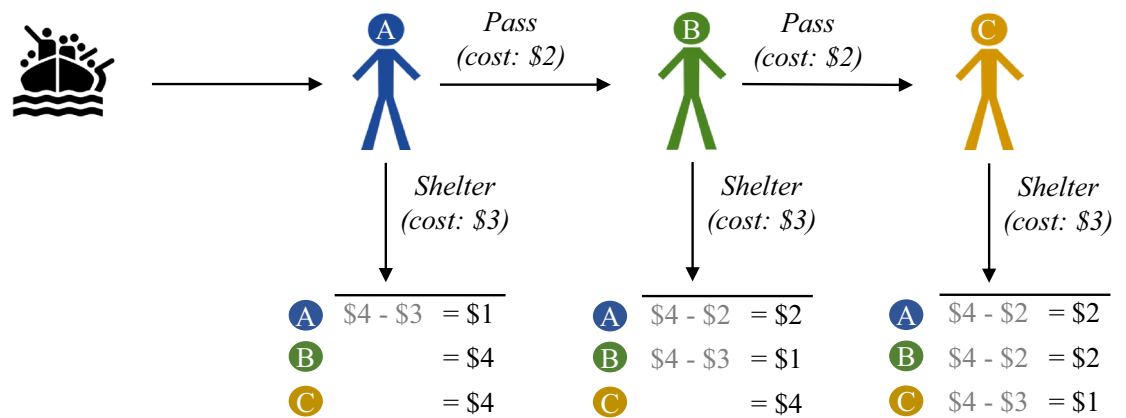 A
Pass
(cost: $2)
B
Pass
(cost: $2)
C
Shelter
(cost: $3)
Shelter
(cost: $3)
Shelter
(cost: $3)
A $4 - $3 = $1
B = $4
C = $4
A $4 - $2 = $2
B $4 - $3 = $1
C = $4
A $4 - $2 = $2
B $4 - $2 = $2
C $4 - $3 = $1